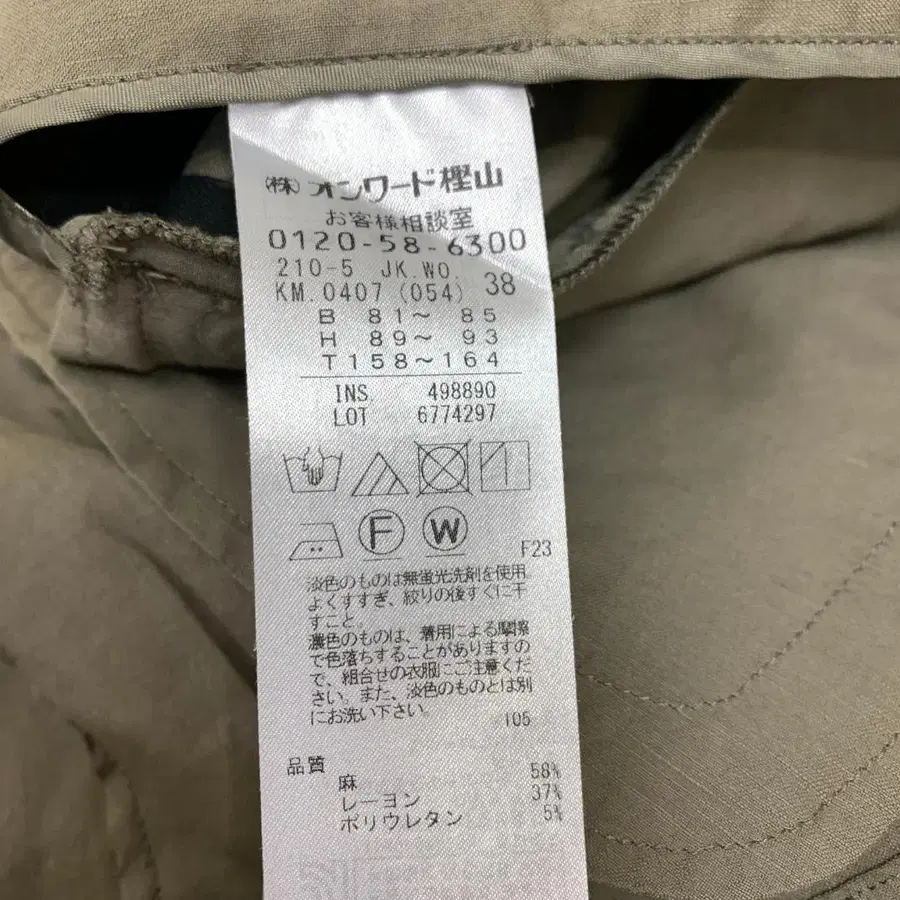 ㈱オンワード樫山
お客様相談室
0120-58-6300
210-5 JK.WO.
KM.0407 (054) 38
B 81～ 85
H 89～ 93
T158～164
INS 498890
LOT 6774297
F W
F23
淡色のものは無蛍光洗剤を使用
よくすすぎ、絞りの後すぐに干
すこと。
濃色のものは、着用による摩擦
で色落ちすることがありますの
で、組合せの衣服にご注意くだ
さい。また、淡色のものとは別
にお洗い下さい。
105
品質
麻 58%
レーヨン 37%
ポリウレタン 5%